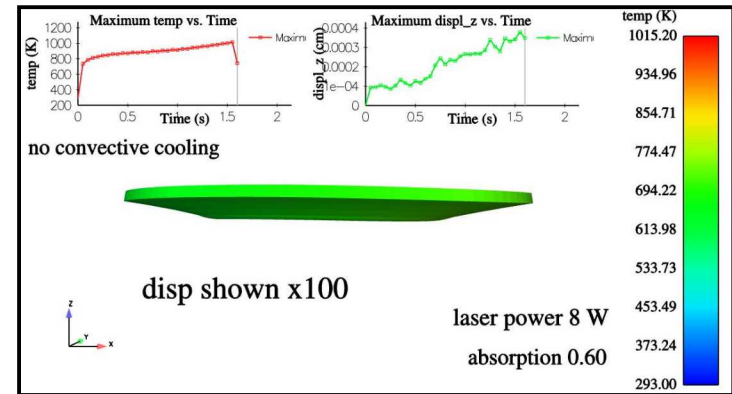 Maximum temp vs. Time
temp (K)
1200
1000
800
600
400
200
0
0.5
1
1.5
2
Time (s)
Maximum displ_z vs. Time
displ_z (cm)
0.0004
0.0003
0.0002
1e-04
0
0
0.5
1
1.5
2
Time (s)
no convective cooling
disp shown x100
Z
Y
X
laser power 8 W
absorption 0.60
temp (K)
1015.20
934.96
854.71
774.47
694.22
613.98
533.73
453.49
373.24
293.00